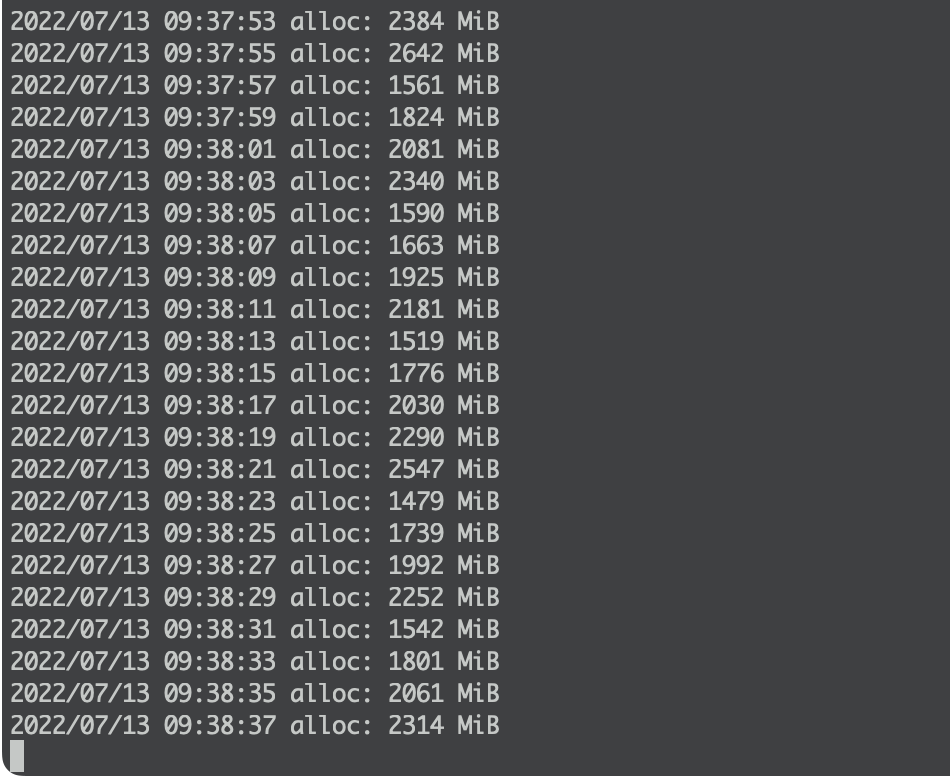 2022/07/13 09:37:53 alloc: 2384 MiB
2022/07/13 09:37:55 alloc: 2642 MiB
2022/07/13 09:37:57 alloc: 1561 MiB
2022/07/13 09:37:59 alloc: 1824 MiB
2022/07/13 09:38:01 alloc: 2081 MiB
2022/07/13 09:38:03 alloc: 2340 MiB
2022/07/13 09:38:05 alloc: 1590 MiB
2022/07/13 09:38:07 alloc: 1663 MiB
2022/07/13 09:38:09 alloc: 1925 MiB
2022/07/13 09:38:11 alloc: 2181 MiB
2022/07/13 09:38:13 alloc: 1519 MiB
2022/07/13 09:38:15 alloc: 1776 MiB
2022/07/13 09:38:17 alloc: 2030 MiB
2022/07/13 09:38:19 alloc: 2290 MiB
2022/07/13 09:38:21 alloc: 2547 MiB
2022/07/13 09:38:23 alloc: 1479 MiB
2022/07/13 09:38:25 alloc: 1739 MiB
2022/07/13 09:38:27 alloc: 1992 MiB
2022/07/13 09:38:29 alloc: 2252 MiB
2022/07/13 09:38:31 alloc: 1542 MiB
2022/07/13 09:38:33 alloc: 1801 MiB
2022/07/13 09:38:35 alloc: 2061 MiB
2022/07/13 09:38:37 alloc: 2314 MiB